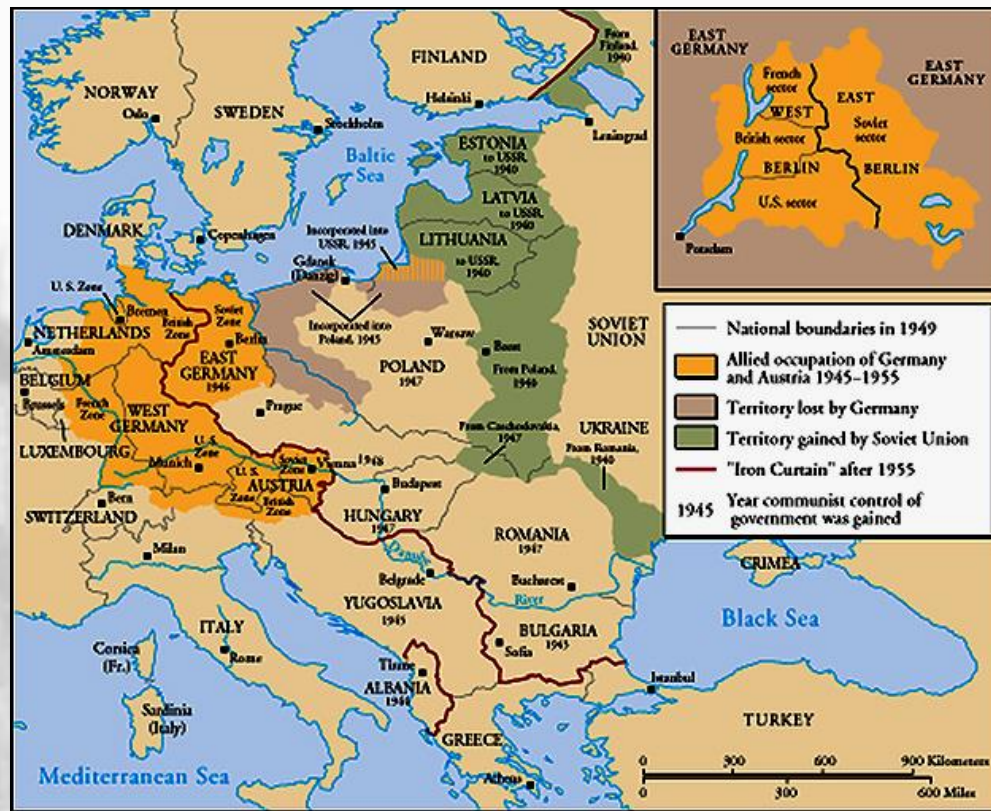 NORWAY
Oslo
SWEDEN
Stockholm
FINLAND
Helsinki
From
Finland,
1940
Leningrad
Baltic
Sea
ESTONIA
to USSR,
1940
LATVIA
to USSR,
1940
LITHUANIA
to USSR,
1940
DENMARK
Copenhagen
Incorporated into
USSR, 1945
Gdansk
(Danzig)
Incorporated into
Poland, 1945
U. S. Zone
Bremen
British
Zone
Soviet
Zone
Berlin
NETHERLANDS
Amsterdam
EAST
GERMANY
1946
Warsaw
POLAND
1947
Brest
From Poland,
1940
SOVIET
UNION
BELGIUM
Brussels
French
Zone
WEST
GERMANY
LUXEMBOURG
Prague
From Czechoslovakia,
1947
UKRAINE
From Romania,
1940
U. S.
Zone
Munich
Soviet
Zone
Vienna
1948
U. S.
Zone
AUSTRIA
British
Zone
Bern
SWITZERLAND
Budapest
HUNGARY
1947
ROMANIA
1947
Milan
Danube
Belgrade
Bucharest
River
CRIMEA
YUGOSLAVIA
1945
BULGARIA
1945
Sofia
Black Sea
Corsica
(Fr.)
ITALY
Rome
Tirane
ALBANIA
1944
Istanbul
Sardinia
(Italy)
GREECE
TURKEY
Athens
Mediterranean Sea
EAST
GERMANY
EAST
GERMANY
French
sector
WEST
EAST
British sector
Soviet
sector
BERLIN
BERLIN
U.S. sector
Potsdam
National boundaries in 1949
Allied occupation of Germany
and Austria 1945–1955
Territory lost by Germany
Territory gained by Soviet Union
"Iron Curtain" after 1955
1945 Year communist control of
government was gained
0 300 600 900 Kilometers
0 300 600 Miles